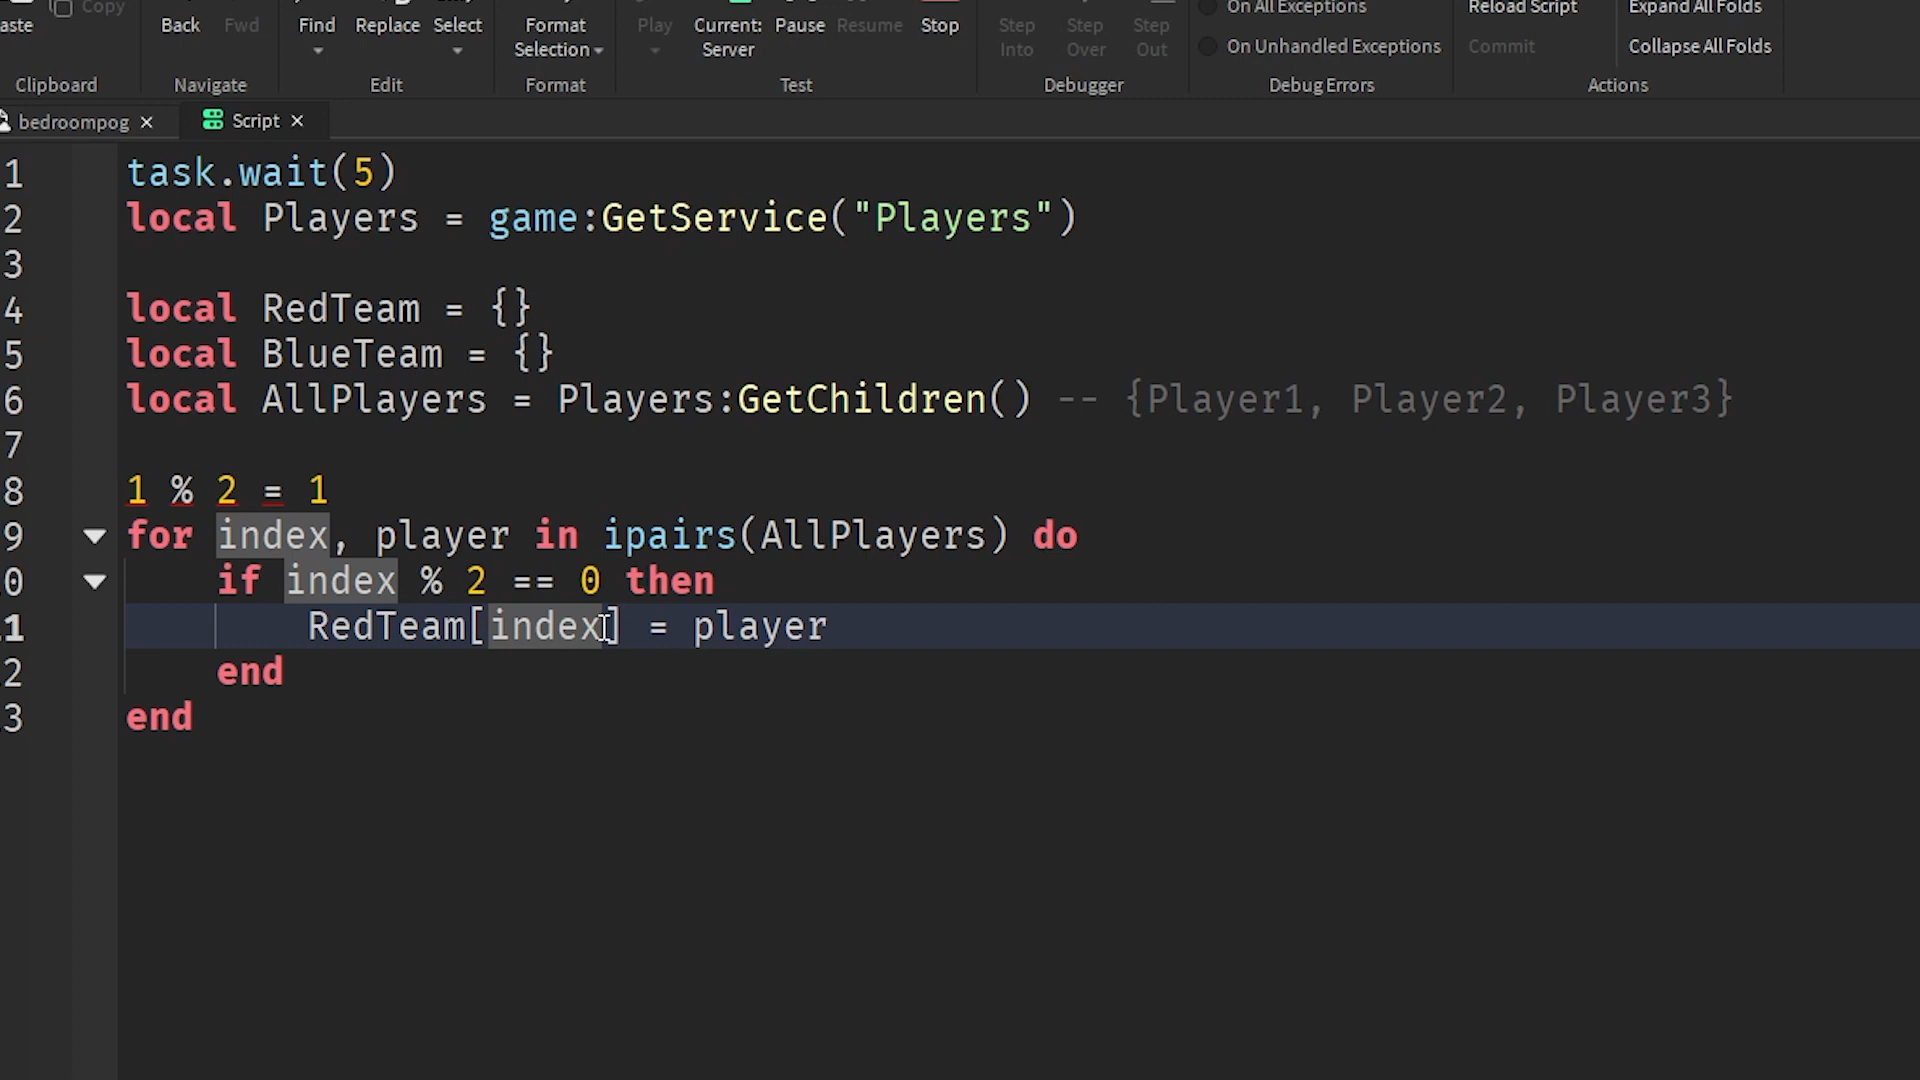 Copy
On All Exceptions
Reload Script
Expand All Folds
aste
Back
Fwd
Find
Replace
Select
Format Selection
Play
Current: Server
Pause
Resume
Stop
Step Into
Step Over
Step Out
On Unhandled Exceptions
Commit
Collapse All Folds
Clipboard
Navigate
Edit
Format
Test
Debugger
Debug Errors
Actions
bedroompog
Script
1 task.wait(5)
2 local Players = game:GetService("Players")
3
4 local RedTeam = {}
5 local BlueTeam = {}
6 local AllPlayers = Players:GetChildren() -- {Player1, Player2, Player3}
7
8 1 % 2 = 1
9 for index, player in ipairs(AllPlayers) do
0 if index % 2 == 0 then
1 RedTeam[index] = player
2 end
3 end